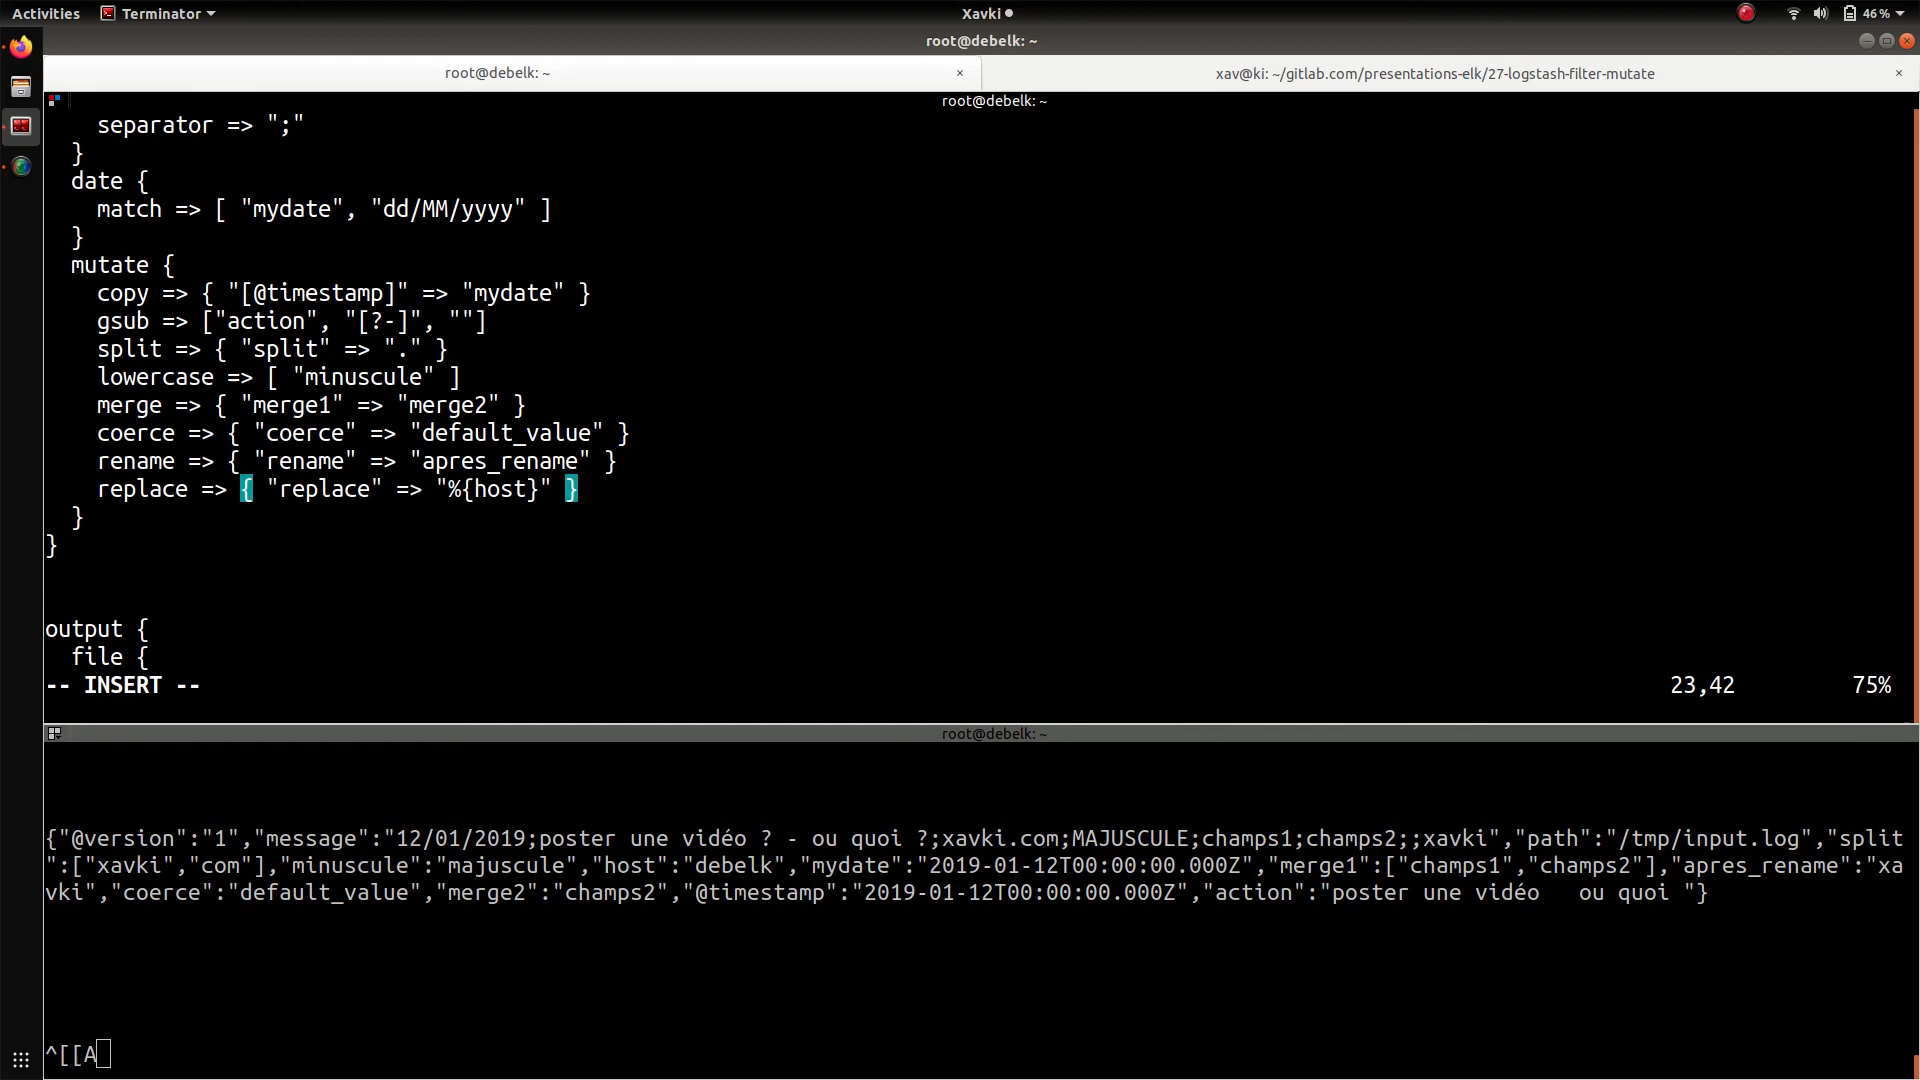 Activities Terminator Xavki 46%
root@debelk: ~
root@debelk: ~ × xav@ki: ~/gitlab.com/presentations-elk/27-logstash-filter-mutate ×
root@debelk: ~
    separator => ";"
  }
  date {
    match => [ "mydate", "dd/MM/yyyy" ]
  }
  mutate {
    copy => { "[@timestamp]" => "mydate" }
    gsub => ["action", "[?-]", ""]
    split => { "split" => "." }
    lowercase => [ "minuscule" ]
    merge => { "merge1" => "merge2" }
    coerce => { "coerce" => "default_value" }
    rename => { "rename" => "apres_rename" }
    replace => { "replace" => "%{host}" }
  }
}
output {
  file {
-- INSERT -- 23,42 75%
root@debelk: ~
{"@version":"1","message":"12/01/2019;poster une vidéo ? - ou quoi ?;xavki.com;MAJUSCULE;champs1;champs2;;xavki","path":"/tmp/input.log","split
":["xavki","com"],"minuscule":"majuscule","host":"debelk","mydate":"2019-01-12T00:00:00.000Z","merge1":["champs1","champs2"],"apres_rename":"xa
vki","coerce":"default_value","merge2":"champs2","@timestamp":"2019-01-12T00:00:00.000Z","action":"poster une vidéo   ou quoi "}
^[[A